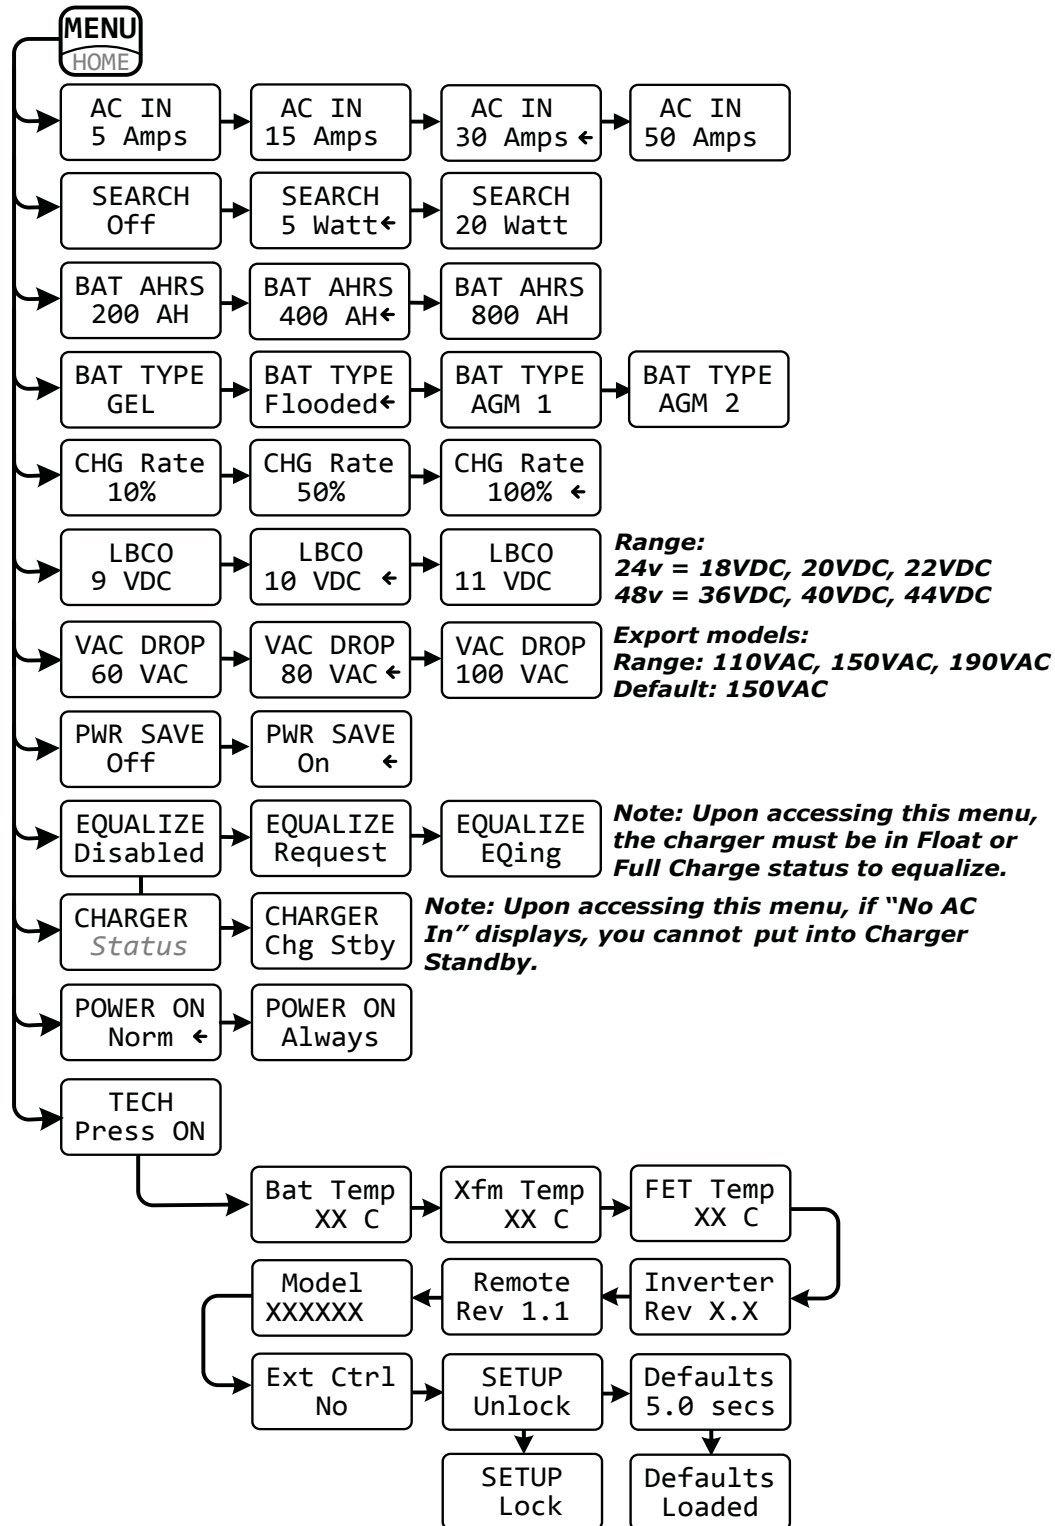 MENU
HOME
AC IN
5 Amps
AC IN
15 Amps
AC IN
30 Amps ←
AC IN
50 Amps
SEARCH
Off
SEARCH
5 Watt←
SEARCH
20 Watt
BAT AHRS
200 AH
BAT AHRS
400 AH←
BAT AHRS
800 AH
BAT TYPE
GEL
BAT TYPE
Flooded←
BAT TYPE
AGM 1
BAT TYPE
AGM 2
CHG Rate
10%
CHG Rate
50%
CHG Rate
100% ←
LBCO
9 VDC
LBCO
10 VDC ←
LBCO
11 VDC
Range:
24v = 18VDC, 20VDC, 22VDC
48v = 36VDC, 40VDC, 44VDC
VAC DROP
60 VAC
VAC DROP
80 VAC ←
VAC DROP
100 VAC
Export models:
Range: 110VAC, 150VAC, 190VAC
Default: 150VAC
PWR SAVE
Off
PWR SAVE
On ←
EQUALIZE
Disabled
EQUALIZE
Request
EQUALIZE
EQing
Note: Upon accessing this menu,
the charger must be in Float or
Full Charge status to equalize.
CHARGER
Status
CHARGER
Chg Stby
Note: Upon accessing this menu, if “No AC
In” displays, you cannot put into Charger
Standby.
POWER ON
Norm ←
POWER ON
Always
TECH
Press ON
Bat Temp
XX C
Xfm Temp
XX C
FET Temp
XX C
Model
XXXXXX
Remote
Rev 1.1
Inverter
Rev X.X
Ext Ctrl
No
SETUP
Unlock
Defaults
5.0 secs
SETUP
Lock
Defaults
Loaded